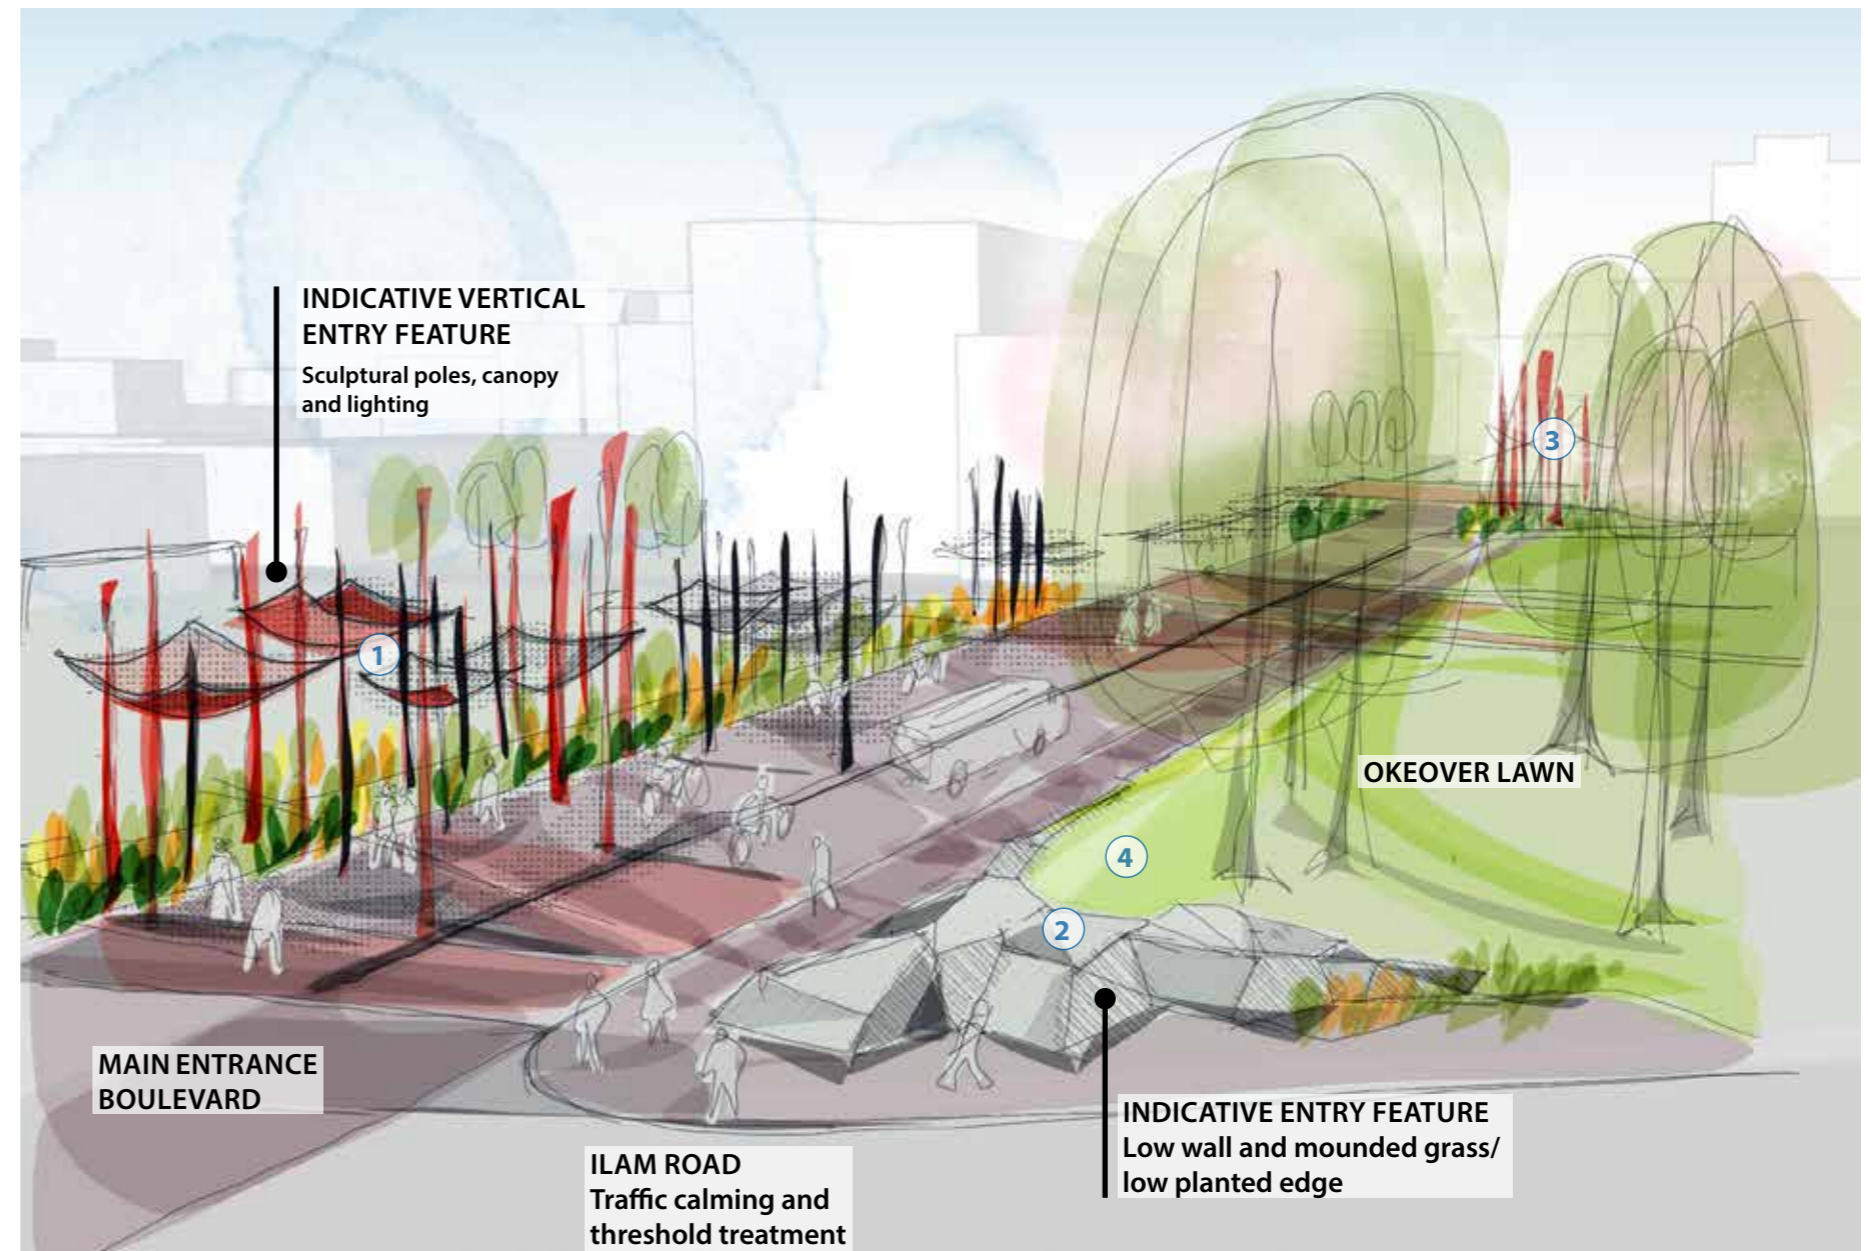 INDICATIVE VERTICAL
ENTRY FEATURE
Sculptural poles, canopy
and lighting
3
1
OKEOVER LAWN
4
2
MAIN ENTRANCE
BOULEVARD
INDICATIVE ENTRY FEATURE
Low wall and mounded grass/
low planted edge
ILAM ROAD
Traffic calming and
threshold treatment